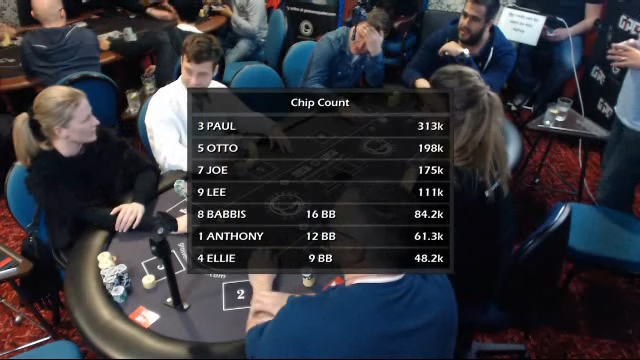 Chip Count
3 PAUL 313k
5 OTTO 198k
7 JOE 175k
9 LEE 111k
8 BABBIS 16 BB 84.2k
1 ANTHONY 12 BB 61.3k
4 ELLIE 9 BB 48.2k
2